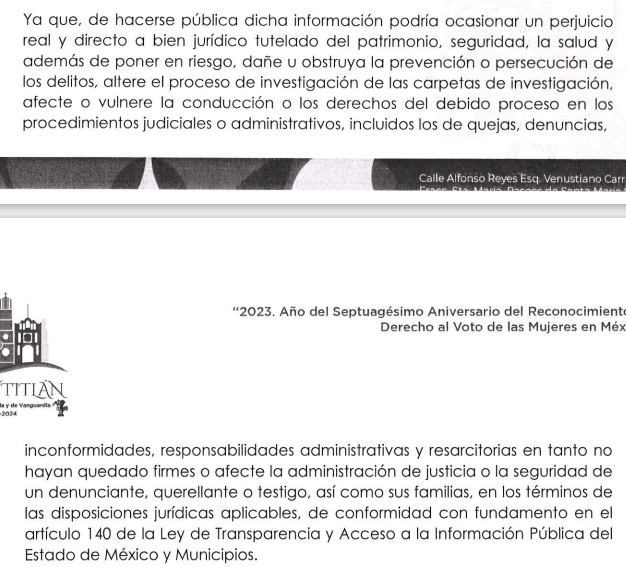 Ya que, de hacerse pública dicha información podría ocasionar un perjuicio
real y directo a bien jurídico tutelado del patrimonio, seguridad, la salud y
además de poner en riesgo, dañe u obstruya la prevención o persecución de
los delitos, altere el proceso de investigación de las carpetas de investigación,
afecte o vulnere la conducción o los derechos del debido proceso en los
procedimientos judiciales o administrativos, incluidos los de quejas, denuncias,
Calle Alfonso Reyes Esq. Venustiano Carr
"2023. Año del Septuagésimo Aniversario del Reconocimiento
Derecho al Voto de las Mujeres en Méx
TITLÁN
a y de Vanguardia
-2024
inconformidades, responsabilidades administrativas y resarcitorias en tanto no
hayan quedado firmes o afecte la administración de justicia o la seguridad de
un denunciante, querellante o testigo, así como sus familias, en los términos de
las disposiciones jurídicas aplicables, de conformidad con fundamento en el
artículo 140 de la Ley de Transparencia y Acceso a la Información Pública del
Estado de México y Municipios.